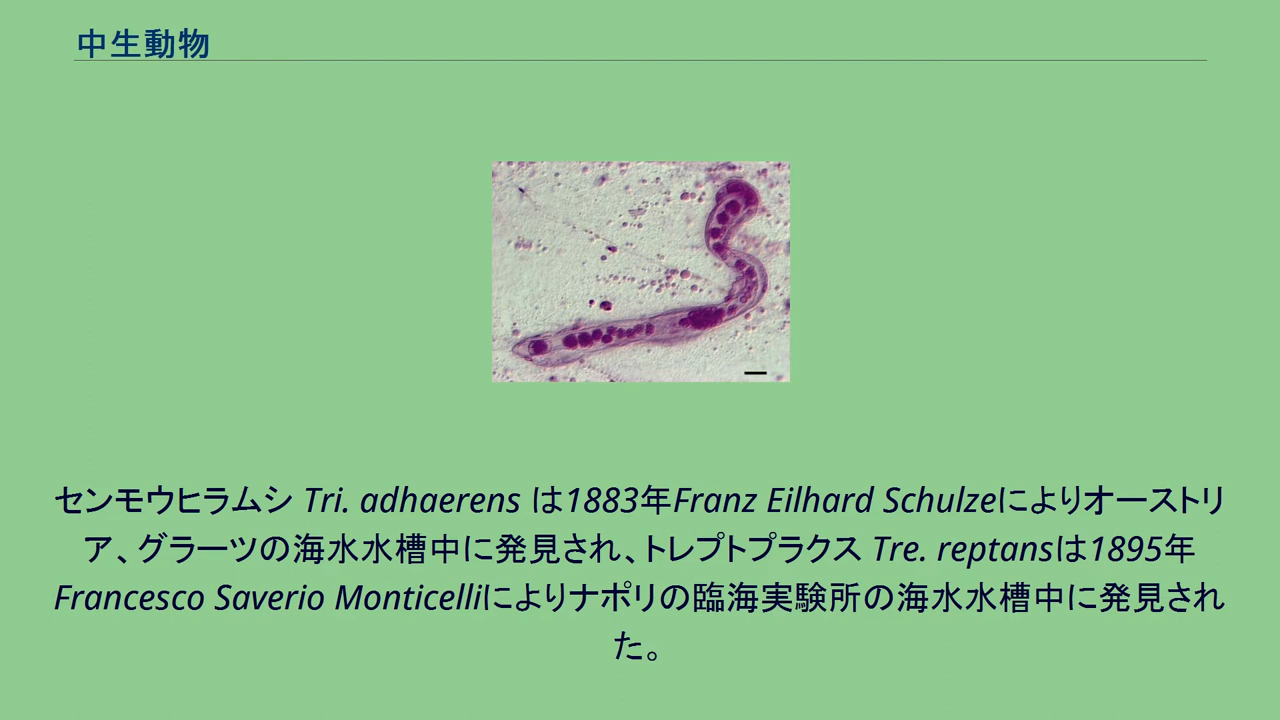 中生動物
センモウヒラムシ Tri. adhaerens は1883年Franz Eilhard Schulzeによりオーストリ
ア、グラーツの海水水槽中に発見され、トレプトプラクス Tre. reptansは1895年
Francesco Saverio Monticelliによりナポリの臨海実験所の海水水槽中に発見され
た。